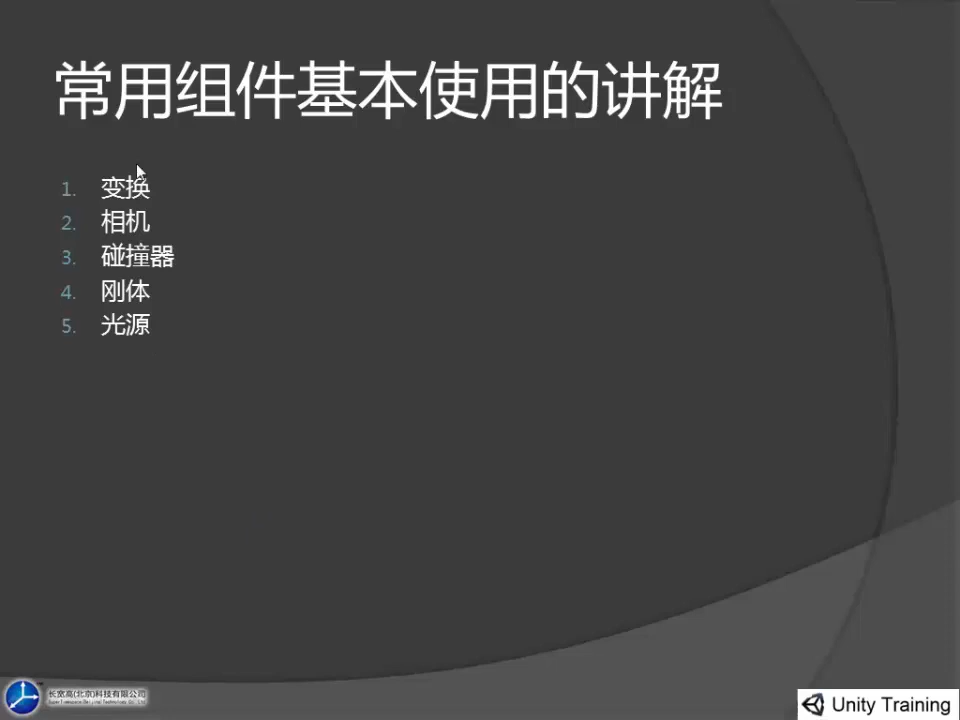 常用组件基本使用的讲解
1. 变换
2. 相机
3. 碰撞器
4. 刚体
5. 光源
长宽高(北京)科技有限公司
Unity Training